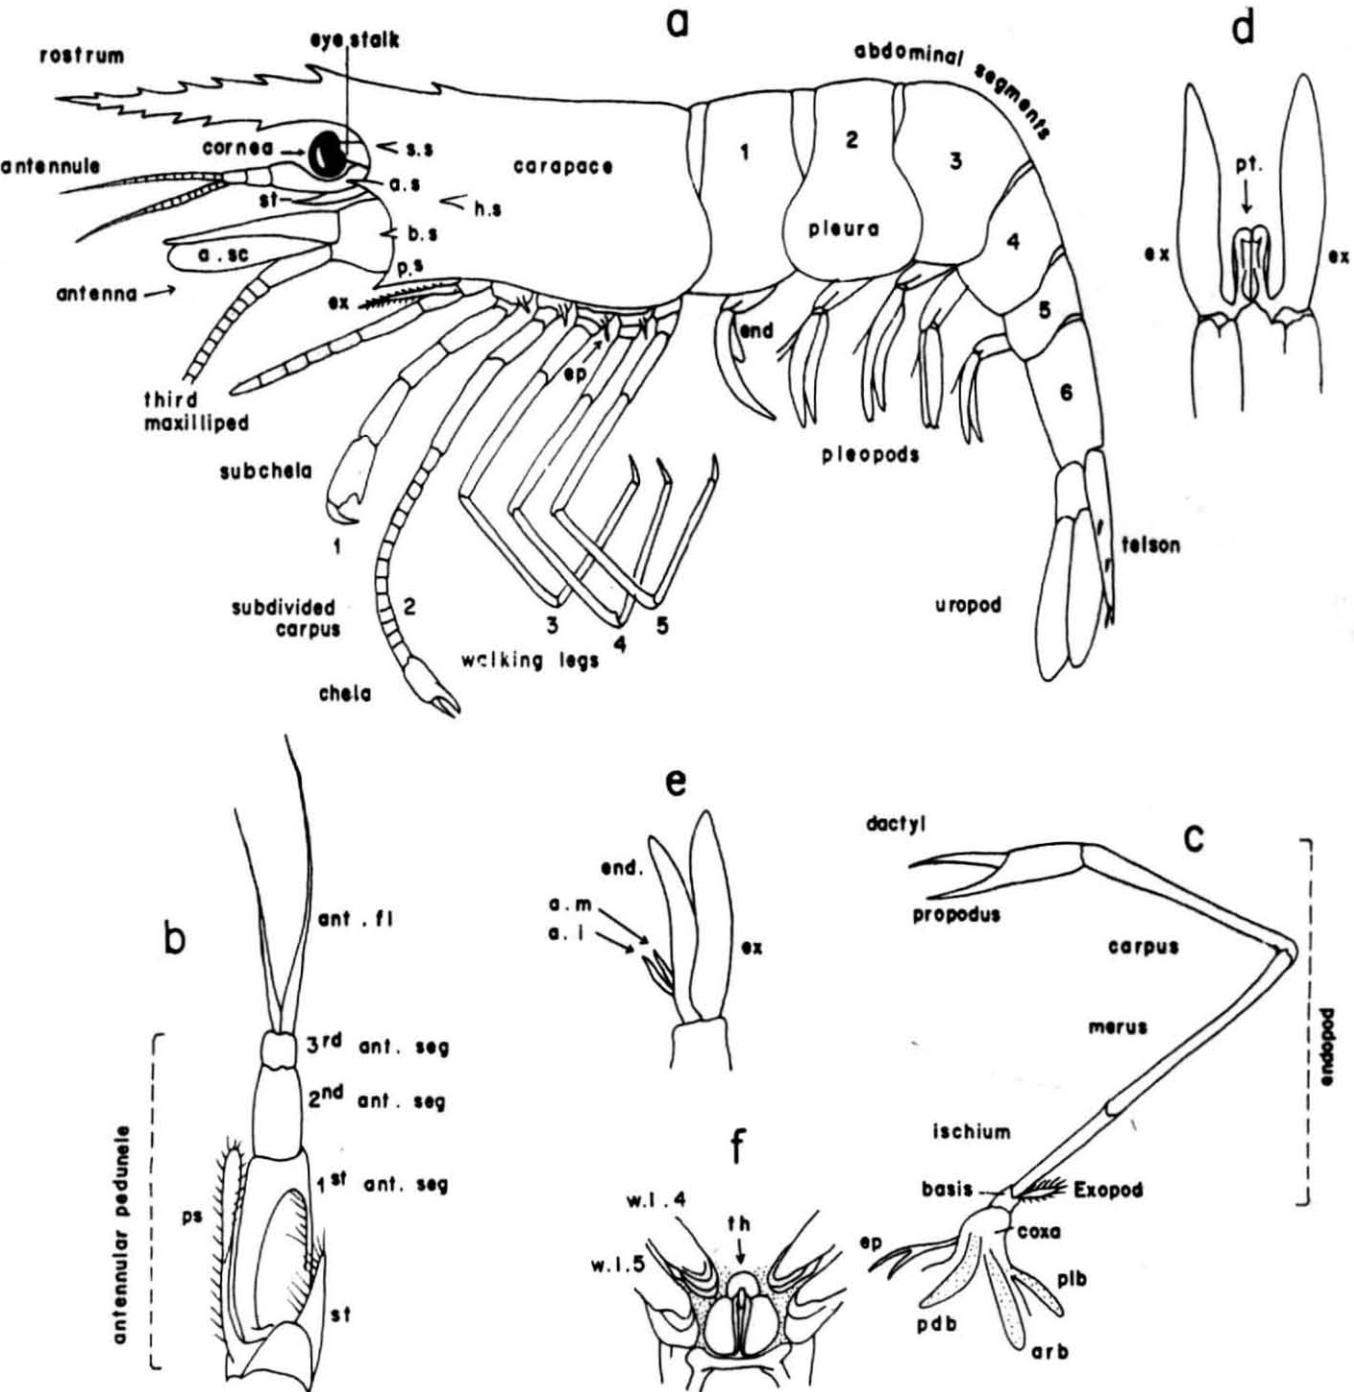 a
d
rostrum
eye stalk
abdominal segments
cornea
s.s
antennule
carapace
1
2
3
pt.
a.s
st
h.s
a.sc
b.s
pleura
4
ex
ex
p.s
antenna
ex
end
5
ep
third
maxilliped
6
subchela
pleopods
1
telson
subdivided
carpus
2
uropod
3
4
5
walking legs
chela
e
dactyl
c
end.
a.m
a.i
ex
propodus
carpus
b
ant.fl
merus
endopod
3rd ant. seg
2nd ant. seg
ischium
f
1st ant. seg
basis
Exopod
antennular pedunele
ps
w.l.4
th
coxa
ep
w.l.5
plb
st
pdb
arb